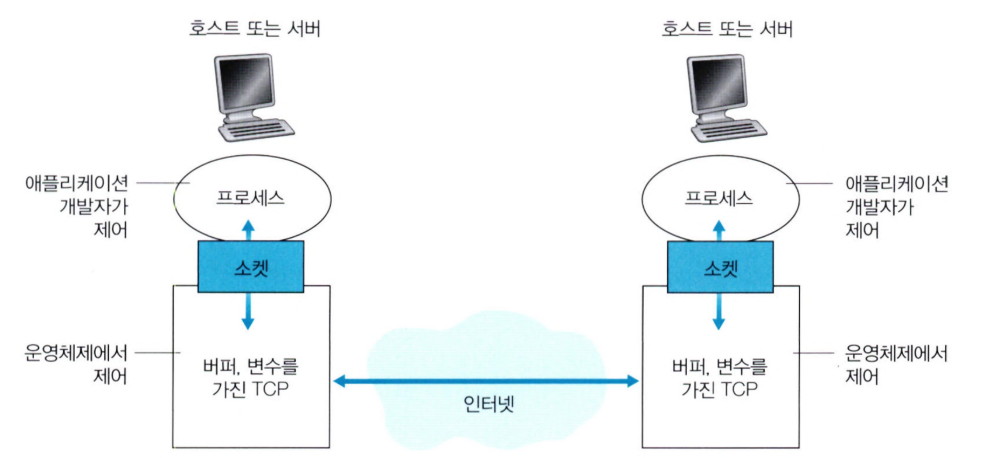 호스트 또는 서버
호스트 또는 서버
애플리케이션
개발자가
제어
프로세스
프로세스
애플리케이션
개발자가
제어
소켓
소켓
운영체제에서
제어
버퍼, 변수를
가진 TCP
인터넷
버퍼, 변수를
가진 TCP
운영체제에서
제어